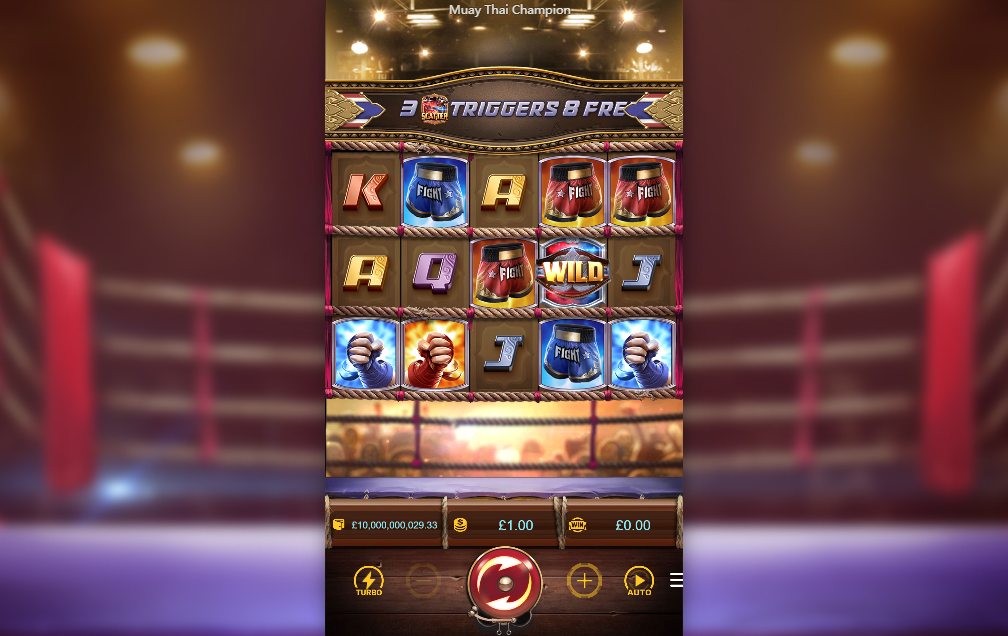 Muay Thai Champion
3 SCATTER TRIGGERS 8 FRE
K FIGHT A FIGHT FIGHT
A Q FIGHT WILD J
J FIGHT
£10,000,000,029.33 £1.00 WIN £0.00
TURBO AUTO